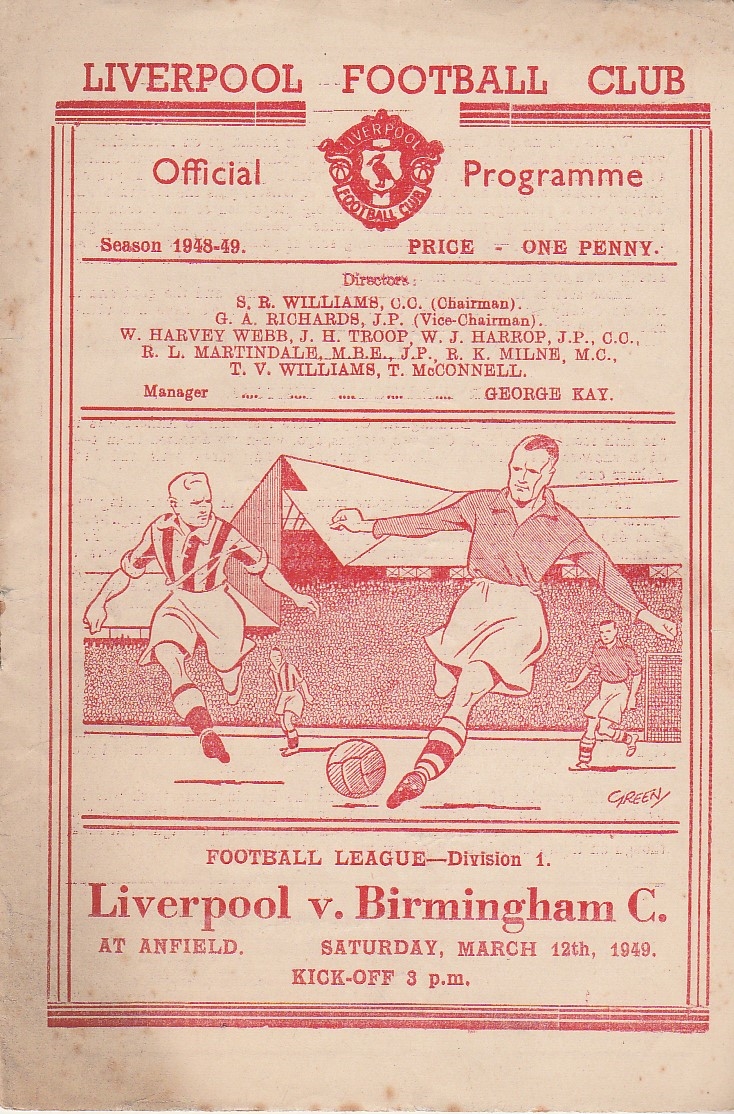 LIVERPOOL FOOTBALL CLUB
LIVERPOOL
FOOTBALL CLUB
Official Programme
Season 1948-49. PRICE - ONE PENNY.
Directors:
S. R. WILLIAMS, C.C. (Chairman).
G. A. RICHARDS, J.P. (Vice-Chairman).
W. HARVEY WEBB, J. H. TROOP, W. J. HARROP, J.P., C.C.,
R. L. MARTINDALE, M.B.E., J.P., R. K. MILNE, M.C.,
T. V. WILLIAMS, T. McCONNELL.
Manager .... .... .... .... .... GEORGE KAY.
GREEN
FOOTBALL LEAGUE—Division 1.
Liverpool v. Birmingham C.
AT ANFIELD. SATURDAY, MARCH 12th, 1949.
KICK-OFF 3 p.m.